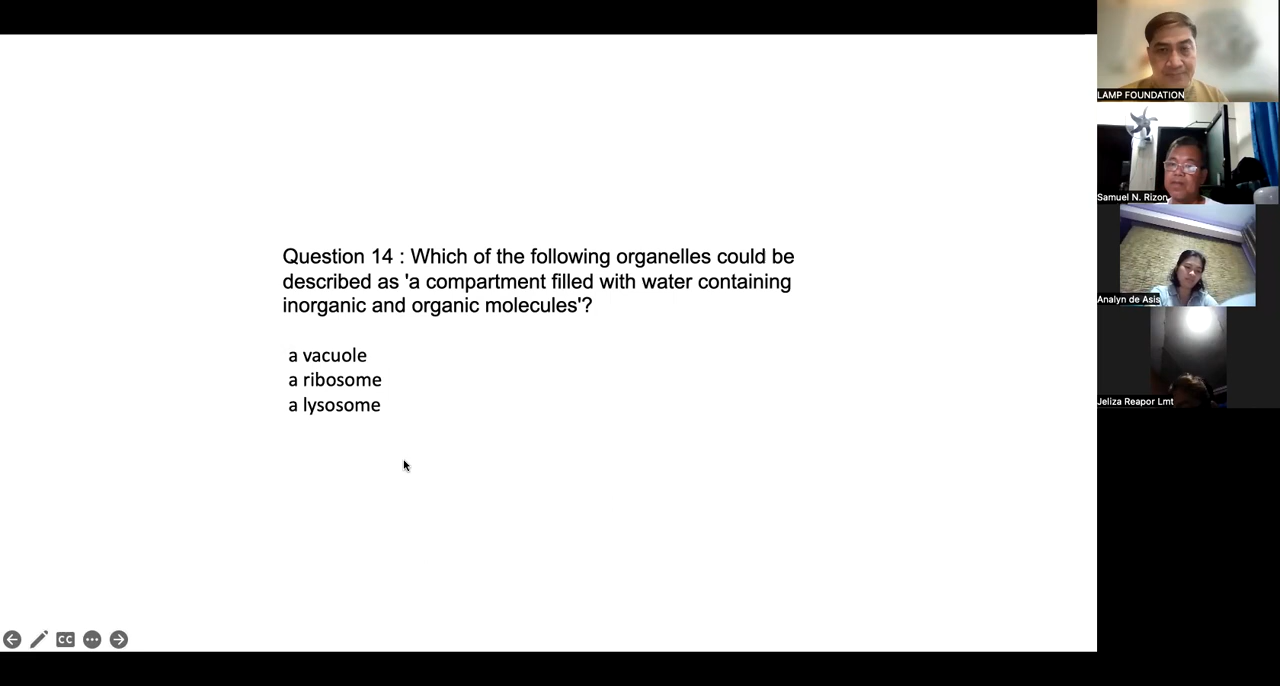 Question 14 : Which of the following organelles could be
described as 'a compartment filled with water containing
inorganic and organic molecules'?
a vacuole
a ribosome
a lysosome
CC
LAMP FOUNDATION
Samuel N. Rizon
Analyn de Asis
Jeliza Reapor Lmt